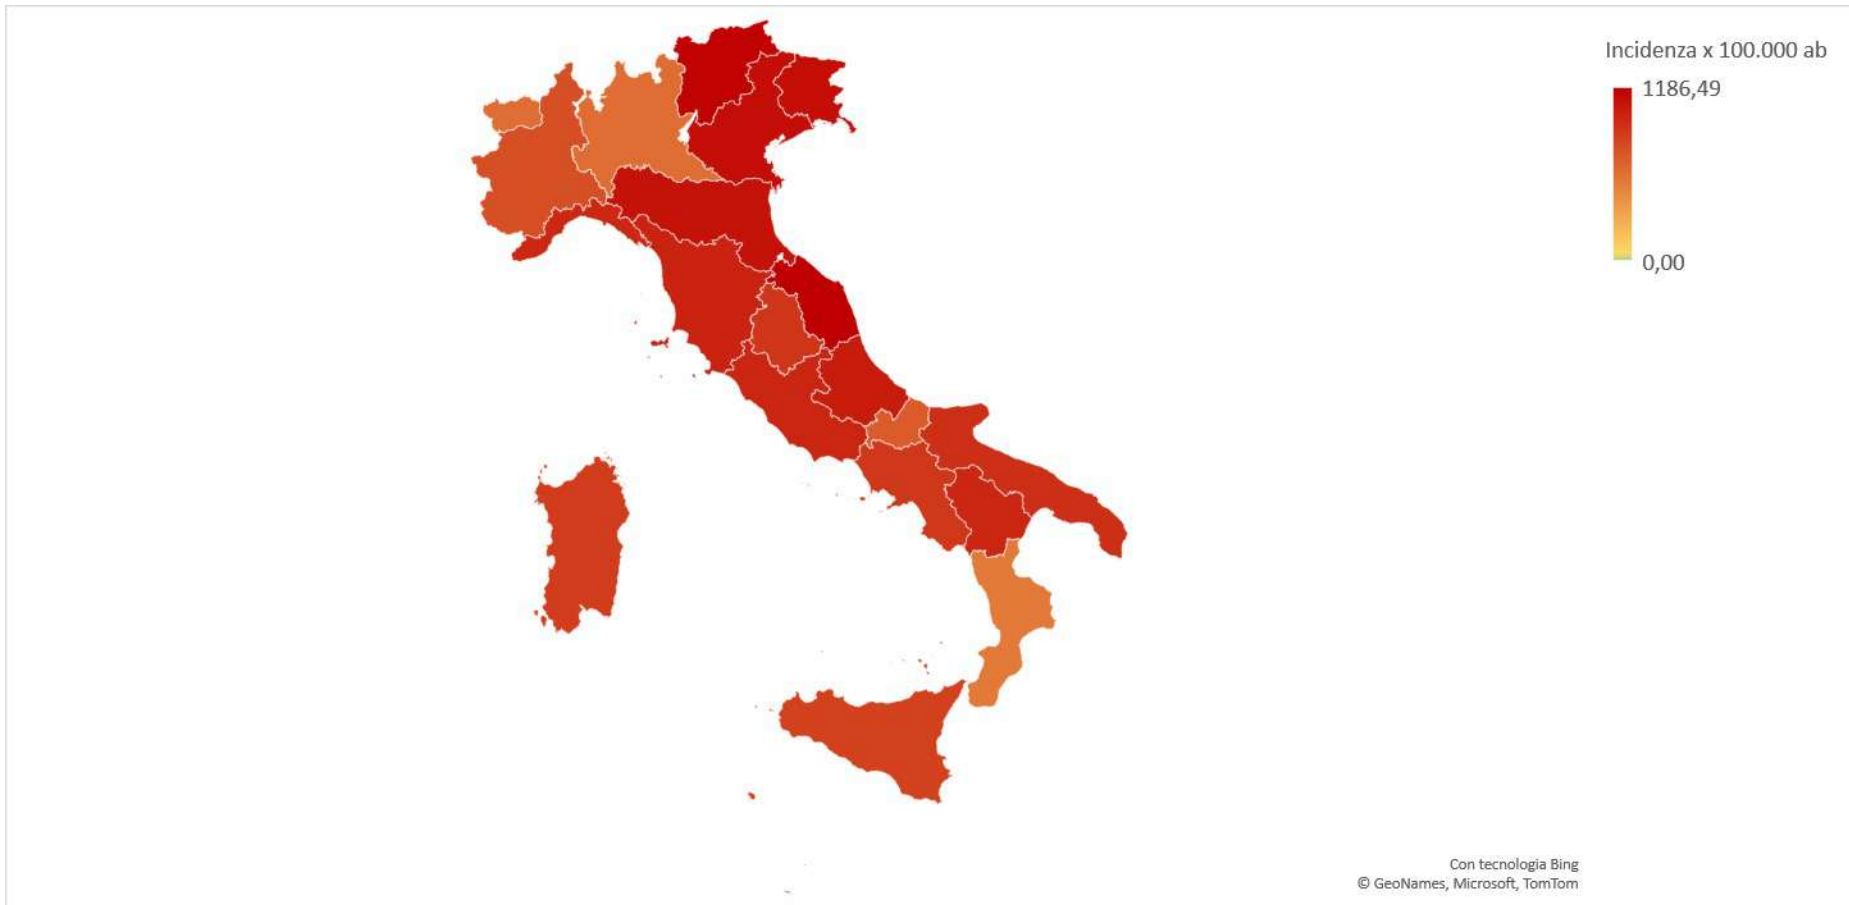 Incidenza x 100.000 ab
1186,49
0,00
Con tecnologia Bing
© GeoNames, Microsoft, TomTom